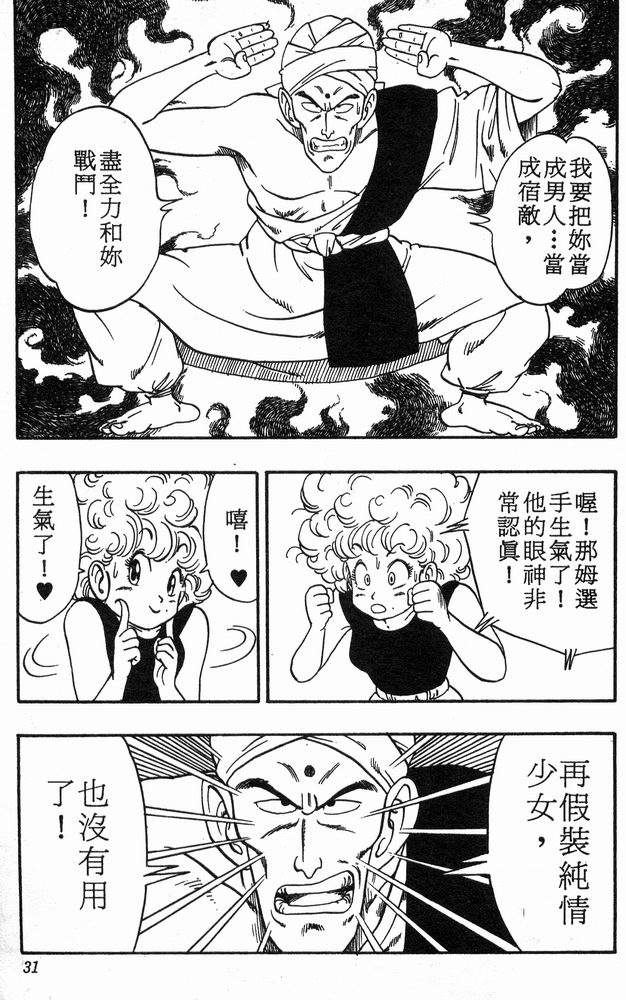 我要把妳當
成男人…當
成宿敵，
盡全力和妳
戰鬥！
喔！那姆選
手生氣了！
他的眼神非
常認真！
嘻！♥
生氣了！♥
再假裝純情
少女，
也沒有用
了！
31